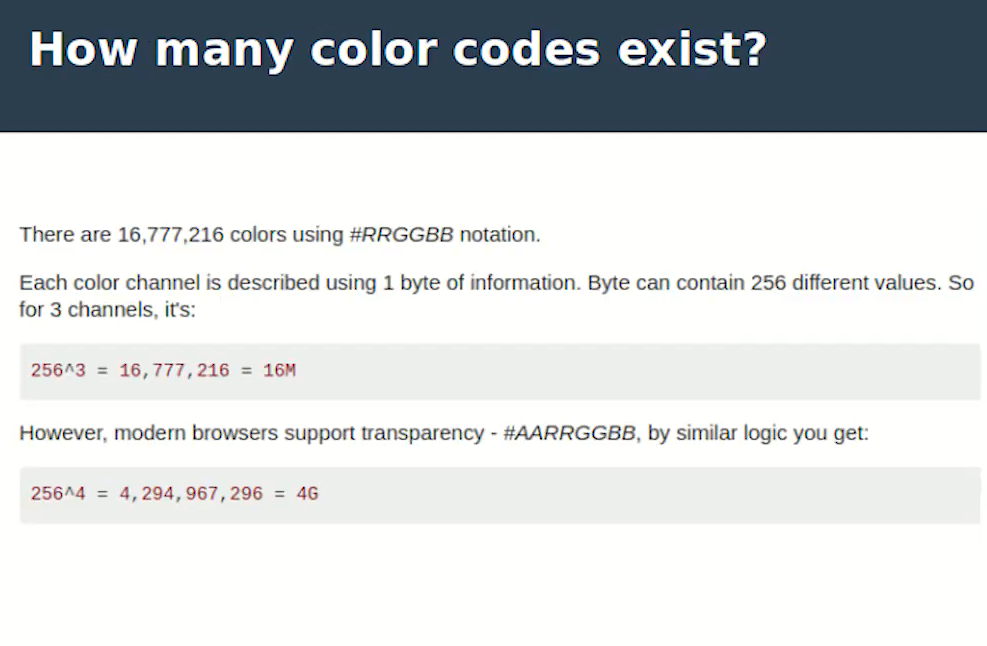 How many color codes exist?
There are 16,777,216 colors using #RRGGBB notation.
Each color channel is described using 1 byte of information. Byte can contain 256 different values. So
for 3 channels, it's:
256^3 = 16,777,216 = 16M
However, modern browsers support transparency - #AARRGGBB, by similar logic you get:
256^4 = 4,294,967,296 = 4G